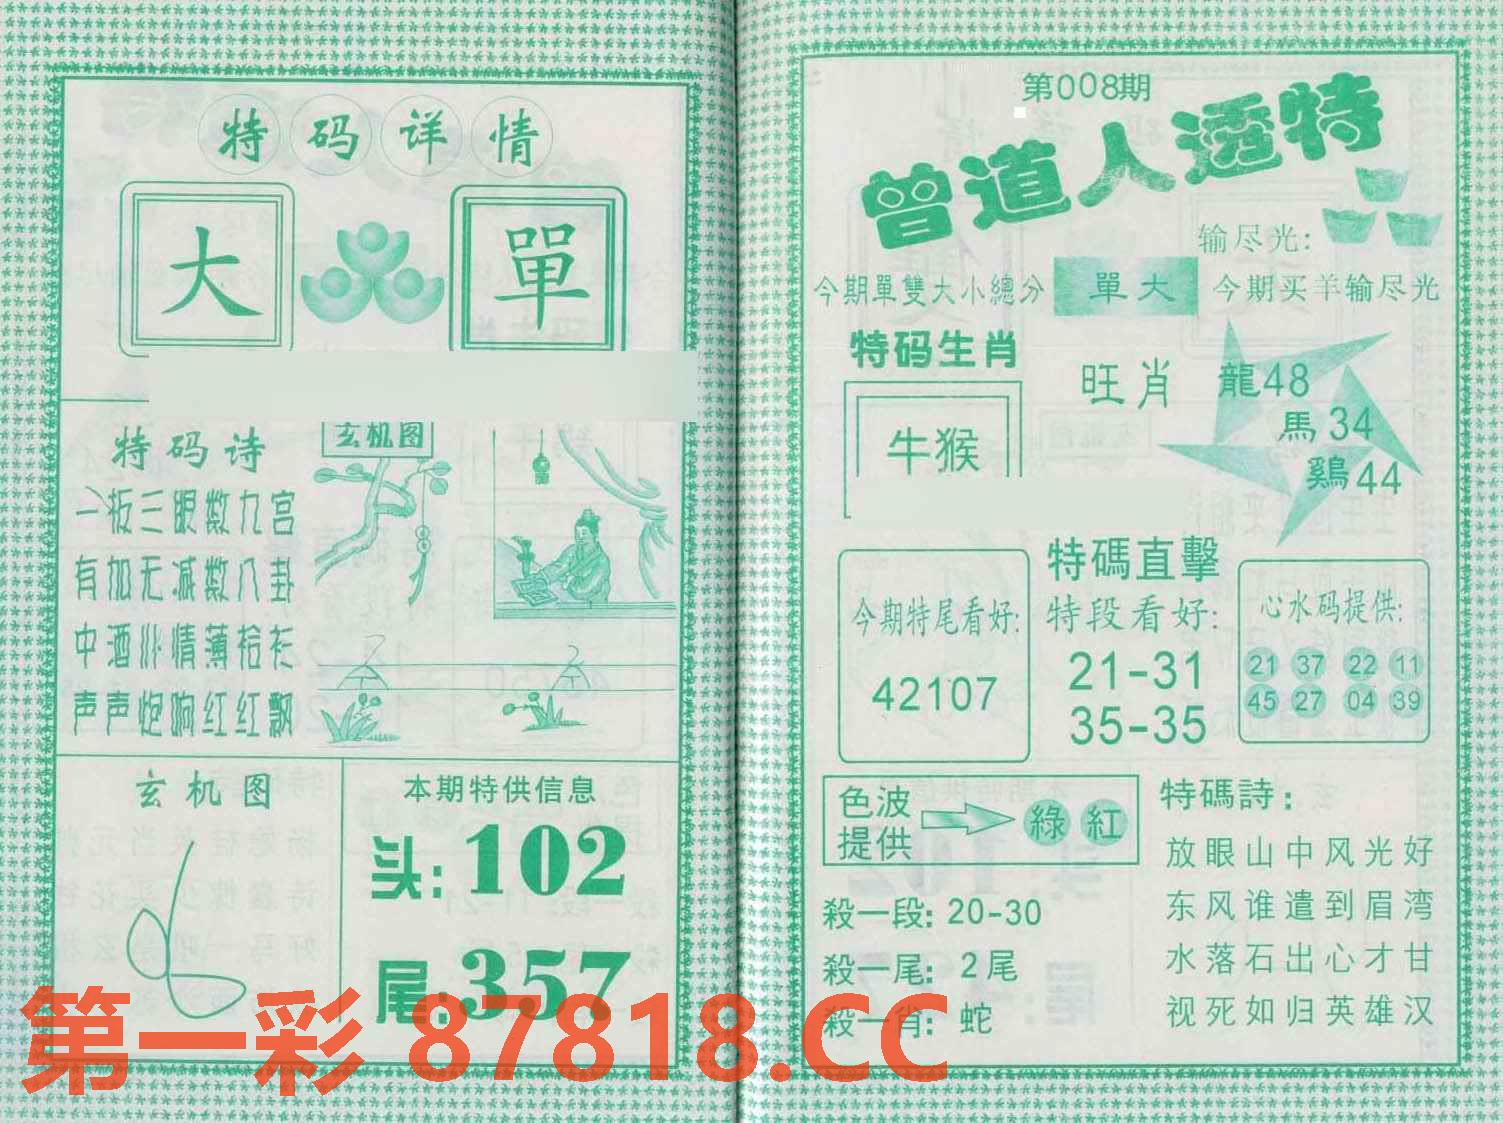 特码详情
大 單
特码诗
一板三眼数九宫
有加无减数八卦
中酒心情薄袷衫
声声炮响红红飘
玄机图
玄机图
本期特供信息
头:102
尾:357
第008期
曾道人透特
输尽光:
今期單雙大小總分 單大 今期买羊输尽光
特码生肖
牛猴
旺肖
龍48
馬34
鷄44
今期特尾看好:
42107
特碼直擊
特段看好:
21-31
35-35
心水码提供:
21 37 22 11
45 27 04 39
色波
提供
綠 紅
殺一段: 20-30
殺一尾: 2尾
殺一肖: 蛇
特碼詩:
放眼山中风光好
东风谁遣到眉湾
水落石出心才甘
视死如归英雄汉
第一彩 87818.CC